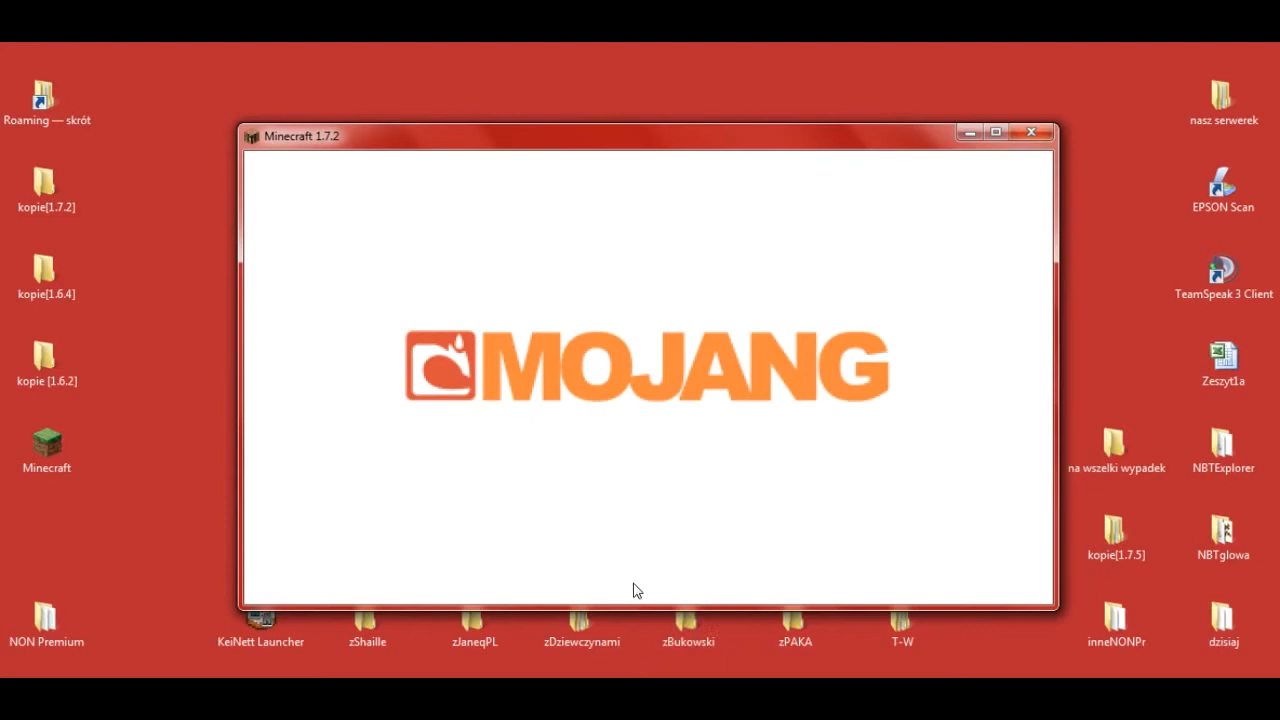 Roaming — skrót
nasz serwerek
Minecraft 1.7.2
kopie[1.7.2]
EPSON Scan
kopie[1.6.4]
TeamSpeak 3 Client
MOJANG
kopie [1.6.2]
Zeszyt1a
Minecraft
na wszelki wypadek
NBTExplorer
kopie[1.7.5]
NBTglowa
NON Premium
KeiNett Launcher
zShaille
zJaneqPL
zDziewczynami
zBukowski
zPAKA
T-W
inneNONPr
dzisiaj